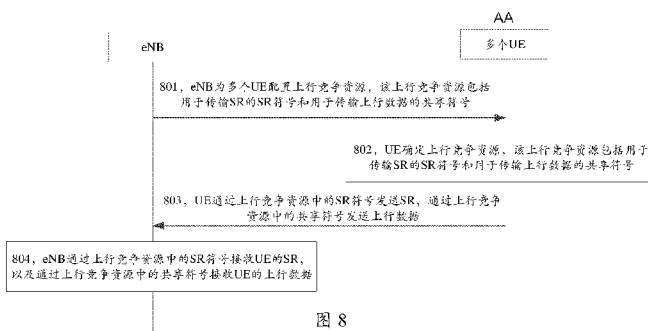 AA
eNB
多个UE
801，eNB为多个UE配置上行竞争资源，该上行竞争资源包括
用于传输SR的SR符号和用于传输上行数据的共享符号
802，UE确定上行竞争资源，该上行竞争资源包括用于
传输SR的SR符号和用于传输上行数据的共享符号
803，UE通过上行竞争资源中的SR符号发送SR，通过上行竞争
资源中的共享符号发送上行数据
804，eNB通过上行竞争资源中的SR符号接收UE的SR，
以及通过上行竞争资源中的共享符号接收UE的上行数据
图 8